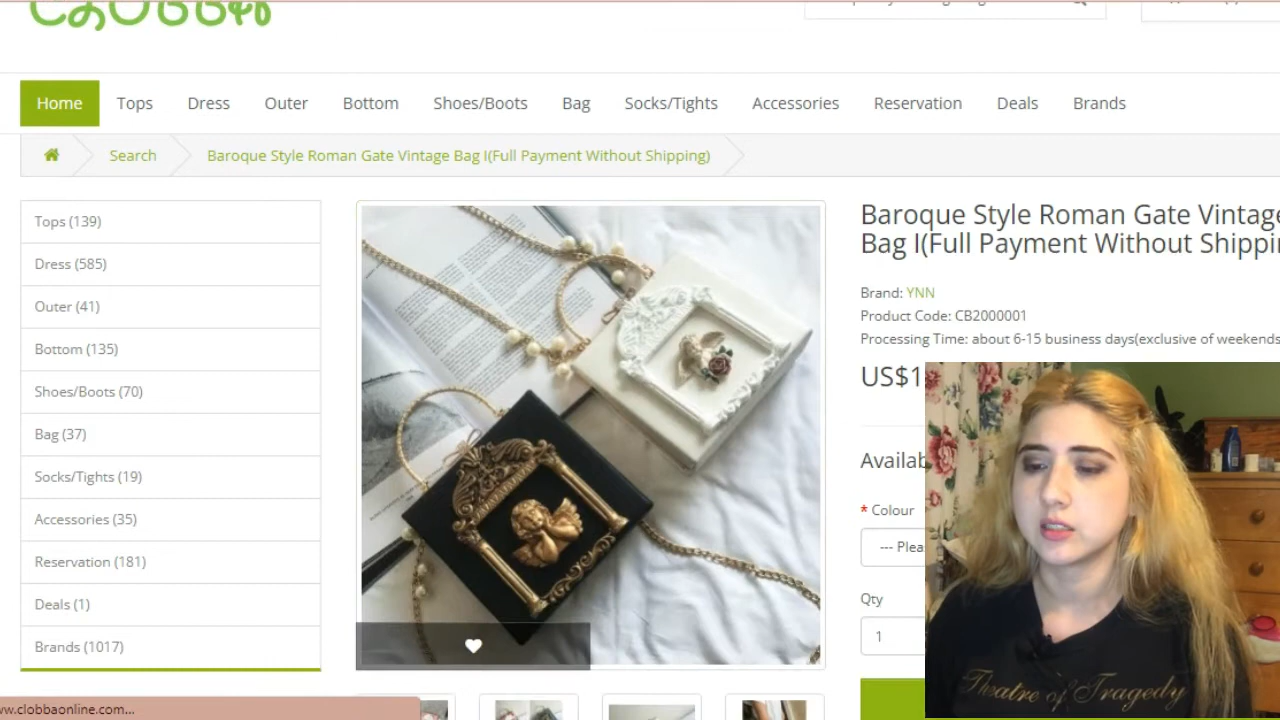 Home Tops Dress Outer Bottom Shoes/Boots Bag Socks/Tights Accessories Reservation Deals Brands
Search Baroque Style Roman Gate Vintage Bag I(Full Payment Without Shipping)
Tops (139)
Dress (585)
Outer (41)
Bottom (135)
Shoes/Boots (70)
Bag (37)
Socks/Tights (19)
Accessories (35)
Reservation (181)
Deals (1)
Brands (1017)
Baroque Style Roman Gate Vintage
Bag I(Full Payment Without
Brand: YNN
Product Code: CB2000001
Processing Time: about 6-15 business days(exclusive of weekends
US$1
* Colour
Qty
1
Theatre of Tragedy
ww.clobbaonline.com...